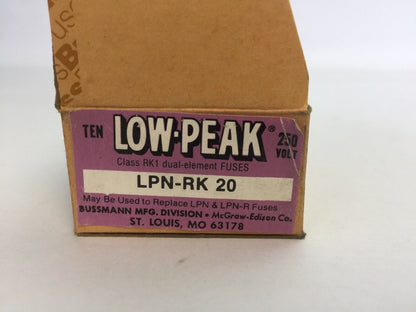 TEN LOW-PEAK® 250 VOLT
Class RK1 dual-element FUSES
LPN-RK 20
May Be Used to Replace LPN & LPN-R Fuses
BUSSMANN MFG. DIVISION • McGraw-Edison Co.
ST. LOUIS, MO 63178